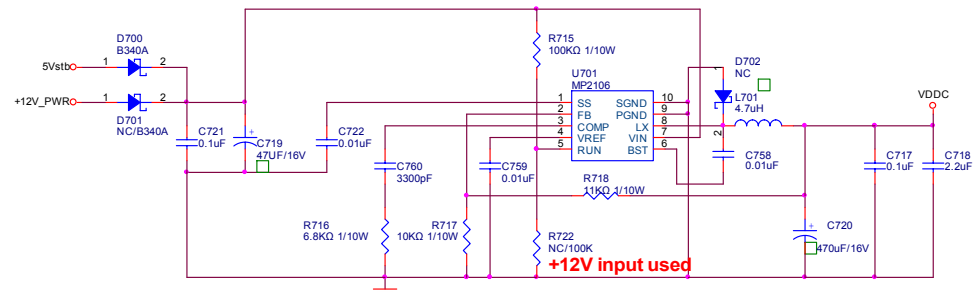 D700
B340A
5Vstb
1
2
+12V_PWR
1
2
D701
NC/B340A
C721
0.1uF
C719
47UF/16V
+
C722
0.01uF
R715
100KΩ 1/10W
U701
MP2106
1
SS
SGND
10
2
FB
PGND
9
3
COMP
LX
8
4
VREF
VIN
7
5
RUN
BST
6
D702
NC
1
2
L701
4.7uH
VDDC
C760
3300pF
C759
0.01uF
C758
0.01uF
C717
0.1uF
C718
2.2uF
R718
11KΩ 1/10W
R716
6.8KΩ 1/10W
R717
10KΩ 1/10W
R722
NC/100K
+12V input used
+
C720
470uF/16V